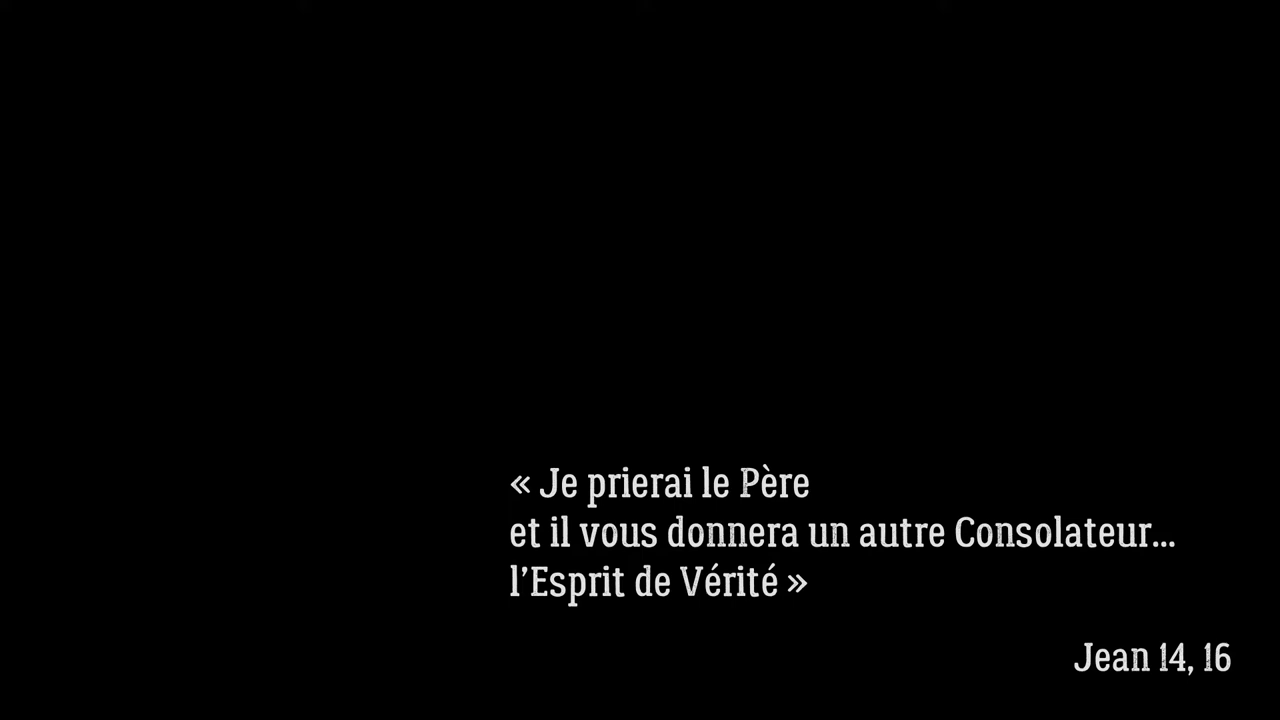 « Je prierai le Père
et il vous donnera un autre Consolateur...
l'Esprit de Vérité »
Jean 14, 16